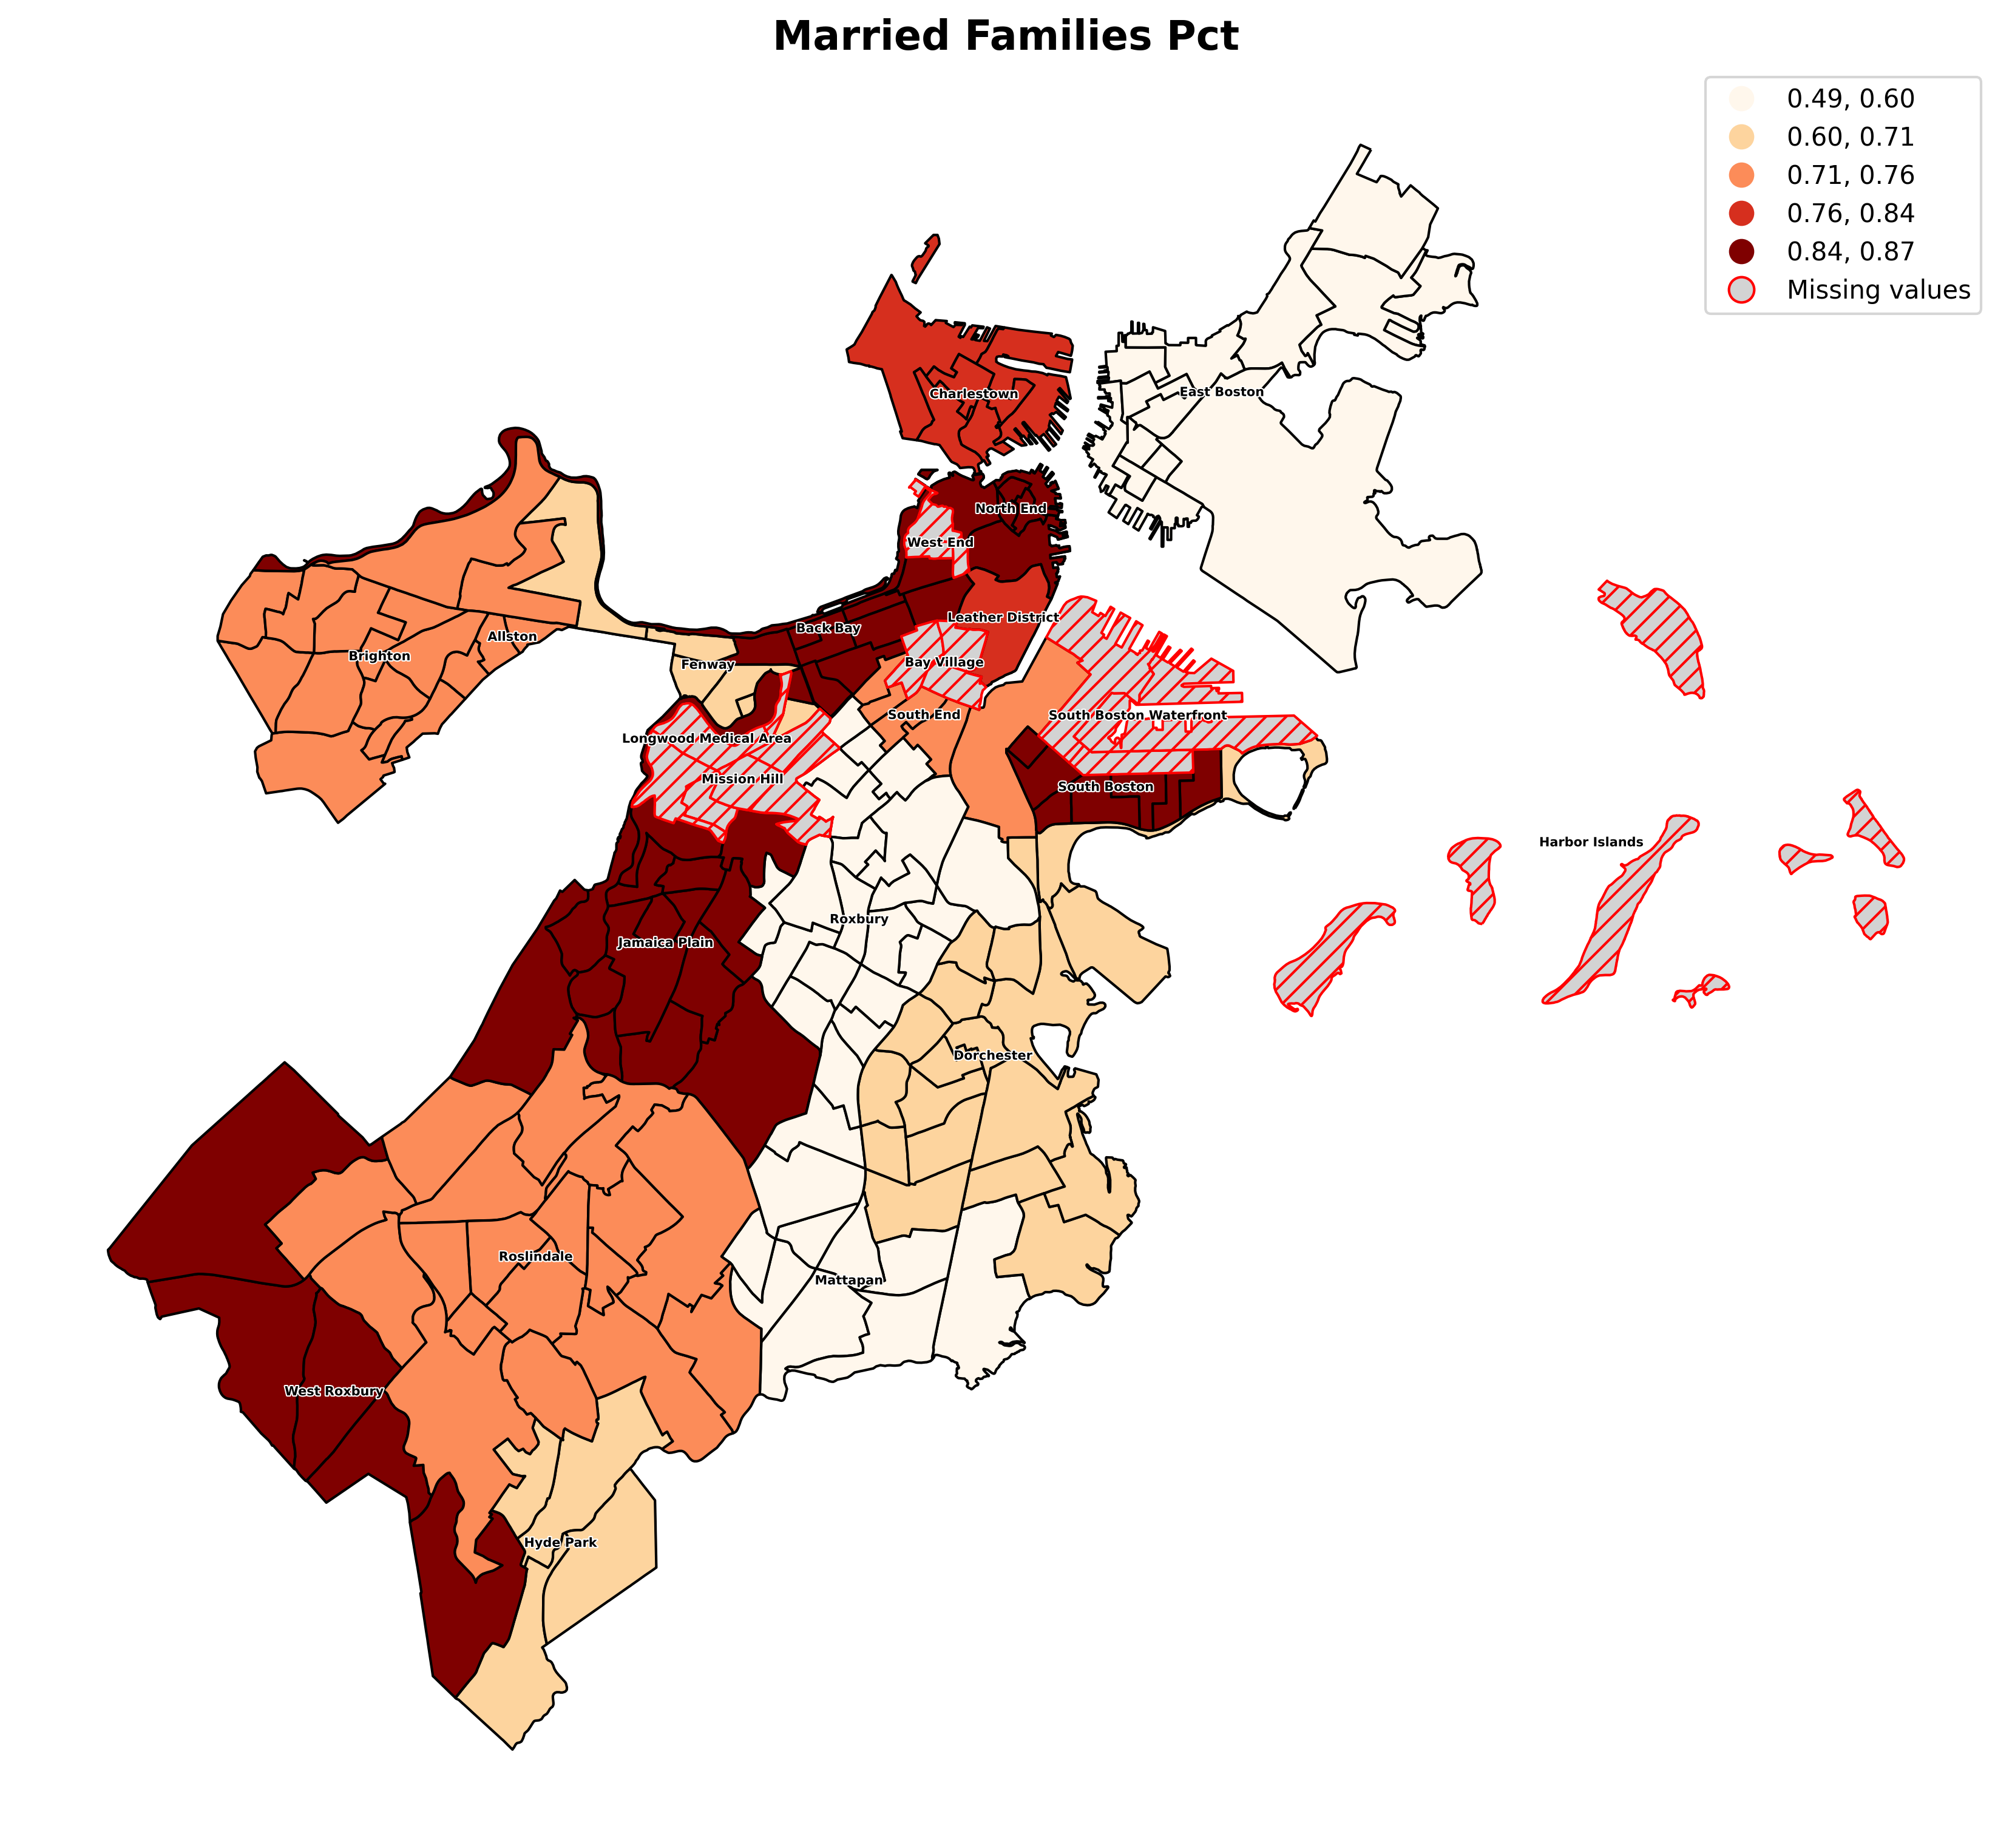 Married Families Pct
0.49, 0.60
0.60, 0.71
0.71, 0.76
0.76, 0.84
0.84, 0.87
Missing values
Charlestown
East Boston
North End
West End
Leather District
Back Bay
Allston
Brighton
Fenway
Bay Village
South End
South Boston Waterfront
Longwood Medical Area
Mission Hill
South Boston
Harbor Islands
Roxbury
Jamaica Plain
Dorchester
Roslindale
Mattapan
West Roxbury
Hyde Park